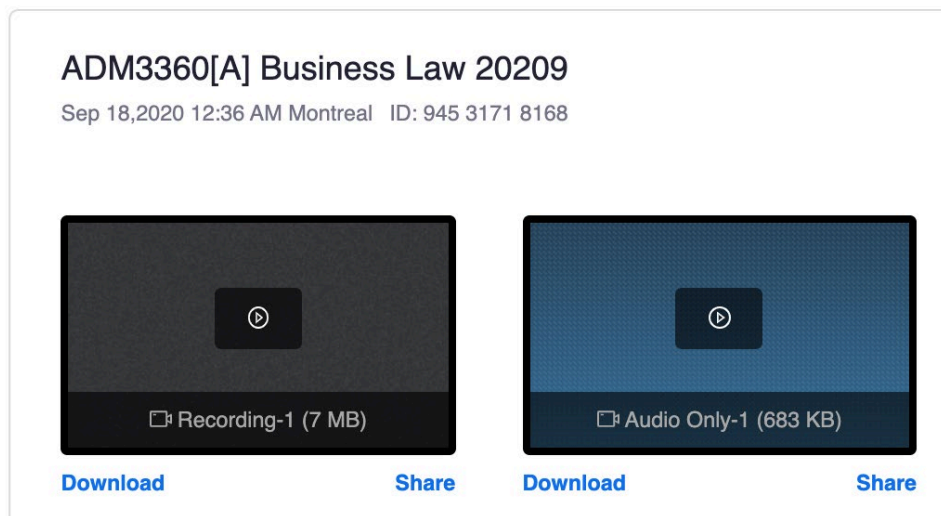 ADM3360[A] Business Law 20209
Sep 18,2020 12:36 AM Montreal ID: 945 3171 8168
Recording-1 (7 MB)
Audio Only-1 (683 KB)
Download Share Download Share